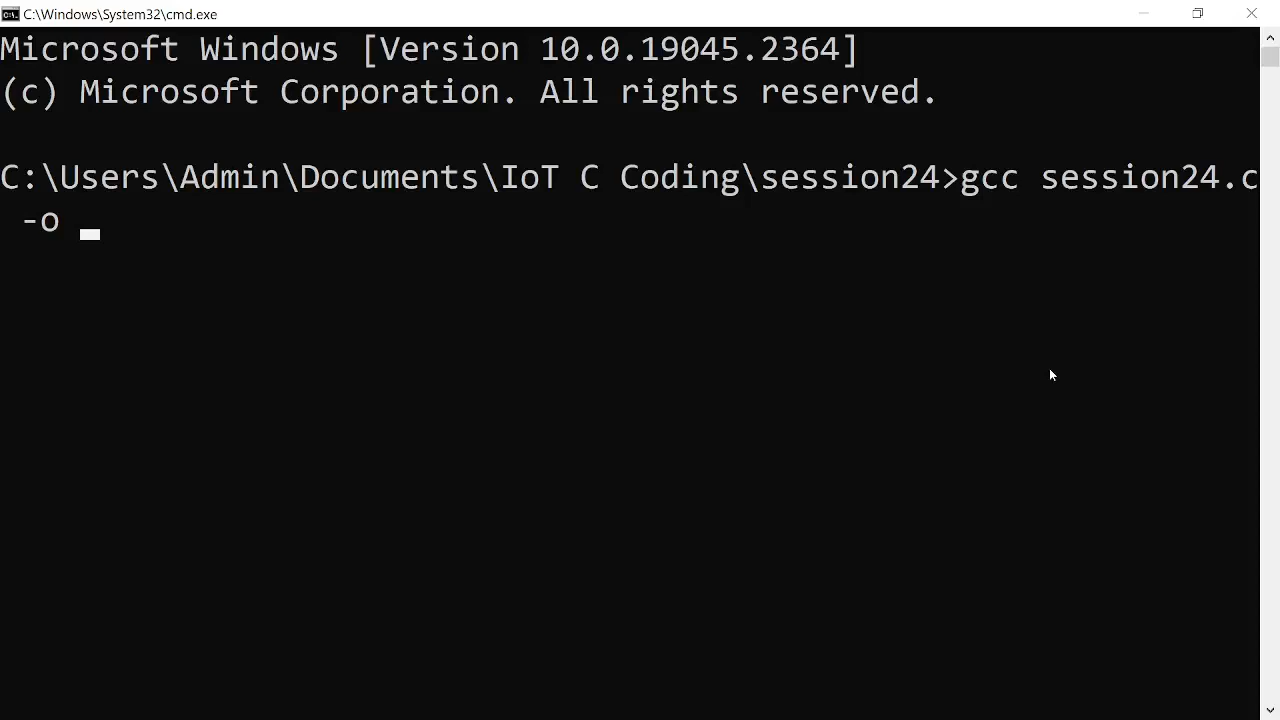 C:\Windows\System32\cmd.exe
Microsoft Windows [Version 10.0.19045.2364]
(c) Microsoft Corporation. All rights reserved.
C:\Users\Admin\Documents\IoT C Coding\session24>gcc session24.c
-o